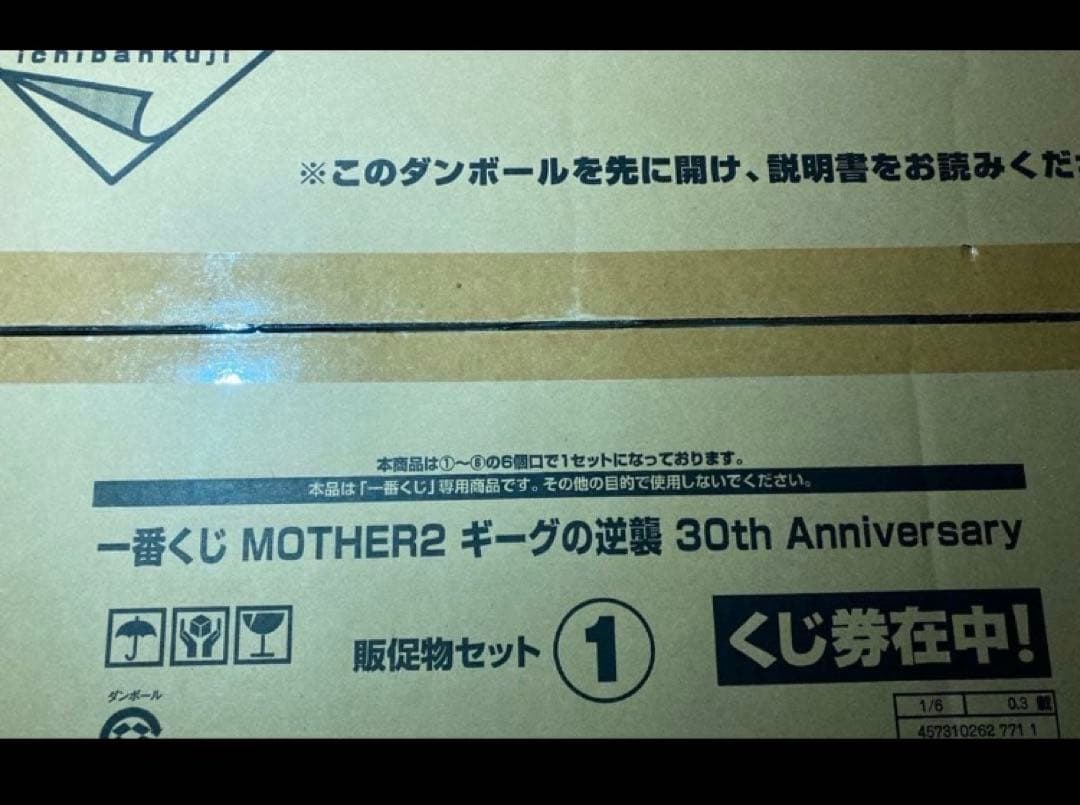 ichibankuji
※このダンボールを先に開け、説明書をお読みくださ
本商品は①〜⑥の6個口で1セットになっております。
本品は「一番くじ」専用商品です。その他の目的で使用しないでください。
一番くじ MOTHER2 ギーグの逆襲 30th Anniversary
販促物セット ① くじ券在中!
ダンボール
1/6 0.3 載
457310262 771 1